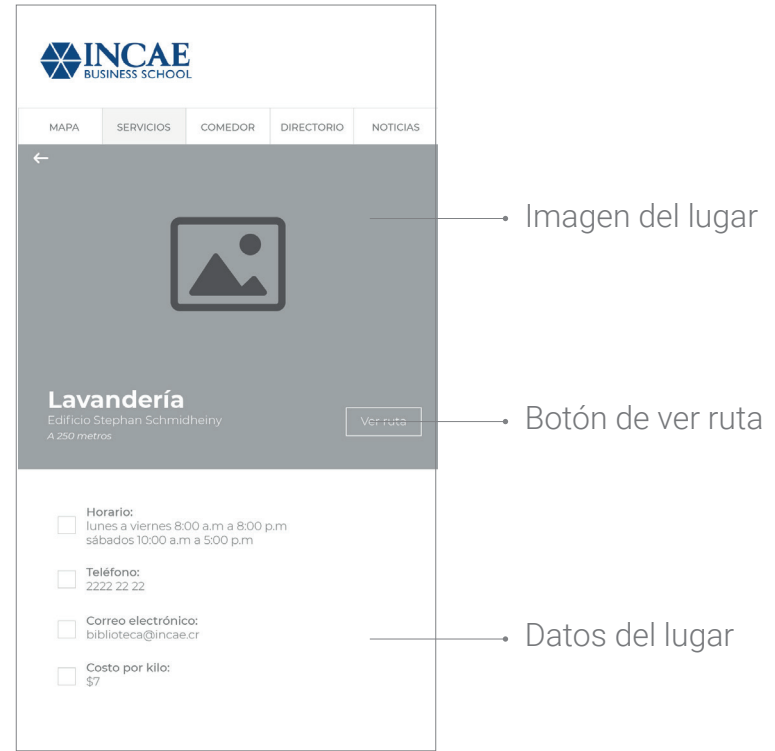 INCAE
BUSINESS SCHOOL
MAPA SERVICIOS COMEDOR DIRECTORIO NOTICIAS
Imagen del lugar
Lavandería
Edificio Stephan Schmidheiny
A 250 metros
Ver ruta
Botón de ver ruta
Horario:
lunes a viernes 8:00 a.m a 8:00 p.m
sábados 10:00 a.m a 5:00 p.m
Teléfono:
2222 22 22
Correo electrónico:
biblioteca@incae.cr
Datos del lugar
Costo por kilo:
$7